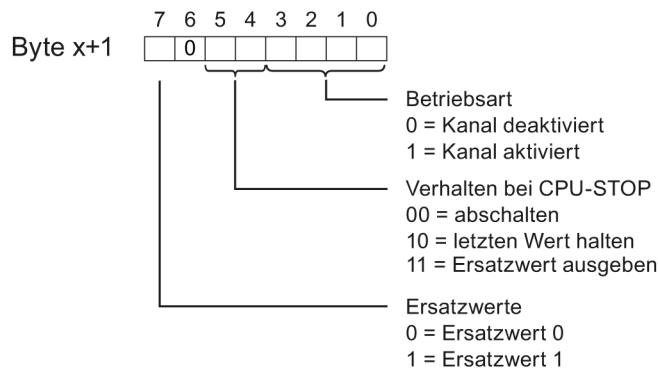 7 6 5 4 3 2 1 0
Byte x+1 0
Betriebsart
0 = Kanal deaktiviert
1 = Kanal aktiviert
Verhalten bei CPU-STOP
00 = abschalten
10 = letzten Wert halten
11 = Ersatzwert ausgeben
Ersatzwerte
0 = Ersatzwert 0
1 = Ersatzwert 1